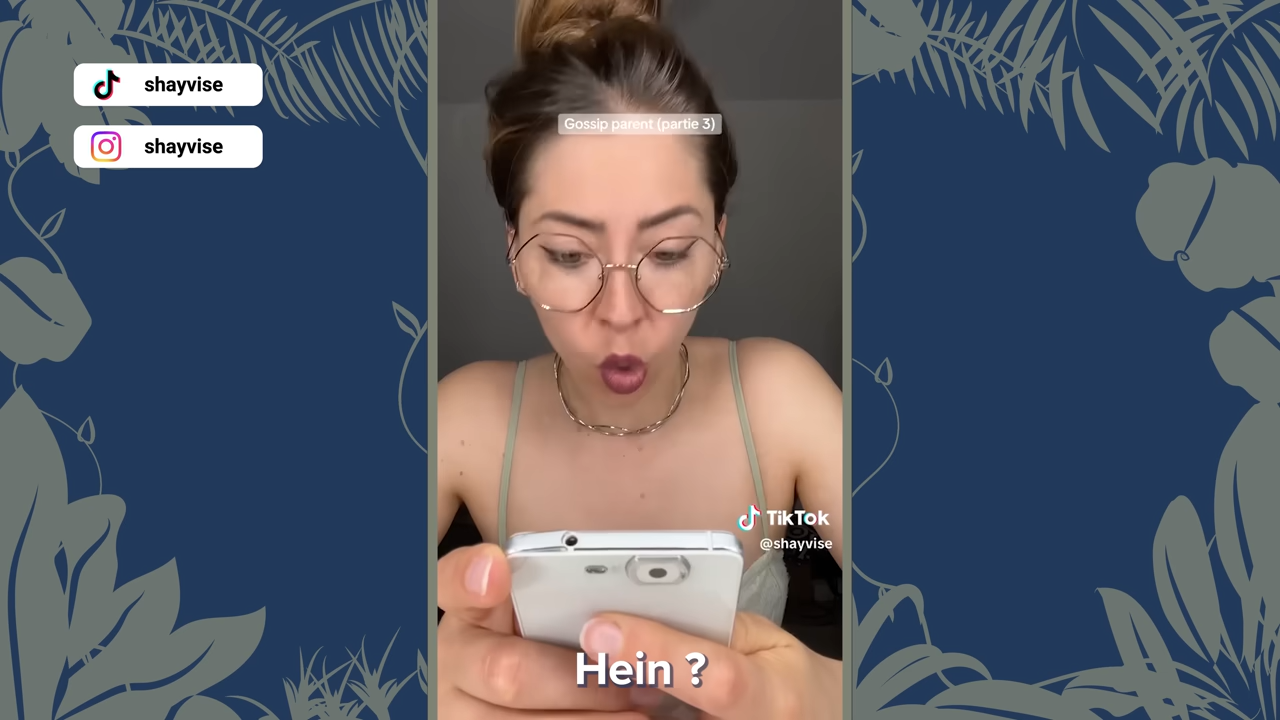 shayvise
shayvise
Gossip parent (partie 3)
TikTok
@shayvise
Hein ?